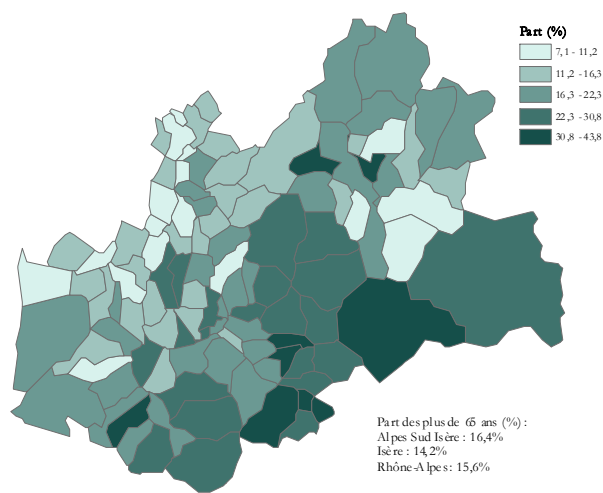 Part (%)
7,1 - 11,2
11,2 - 16,3
16,3 - 22,3
22,3 - 30,8
30,8 - 43,8
Part des plus de 65 ans (%) :
Alpes Sud Isère : 16,4%
Isère : 14,2%
Rhône-Alpes : 15,6%